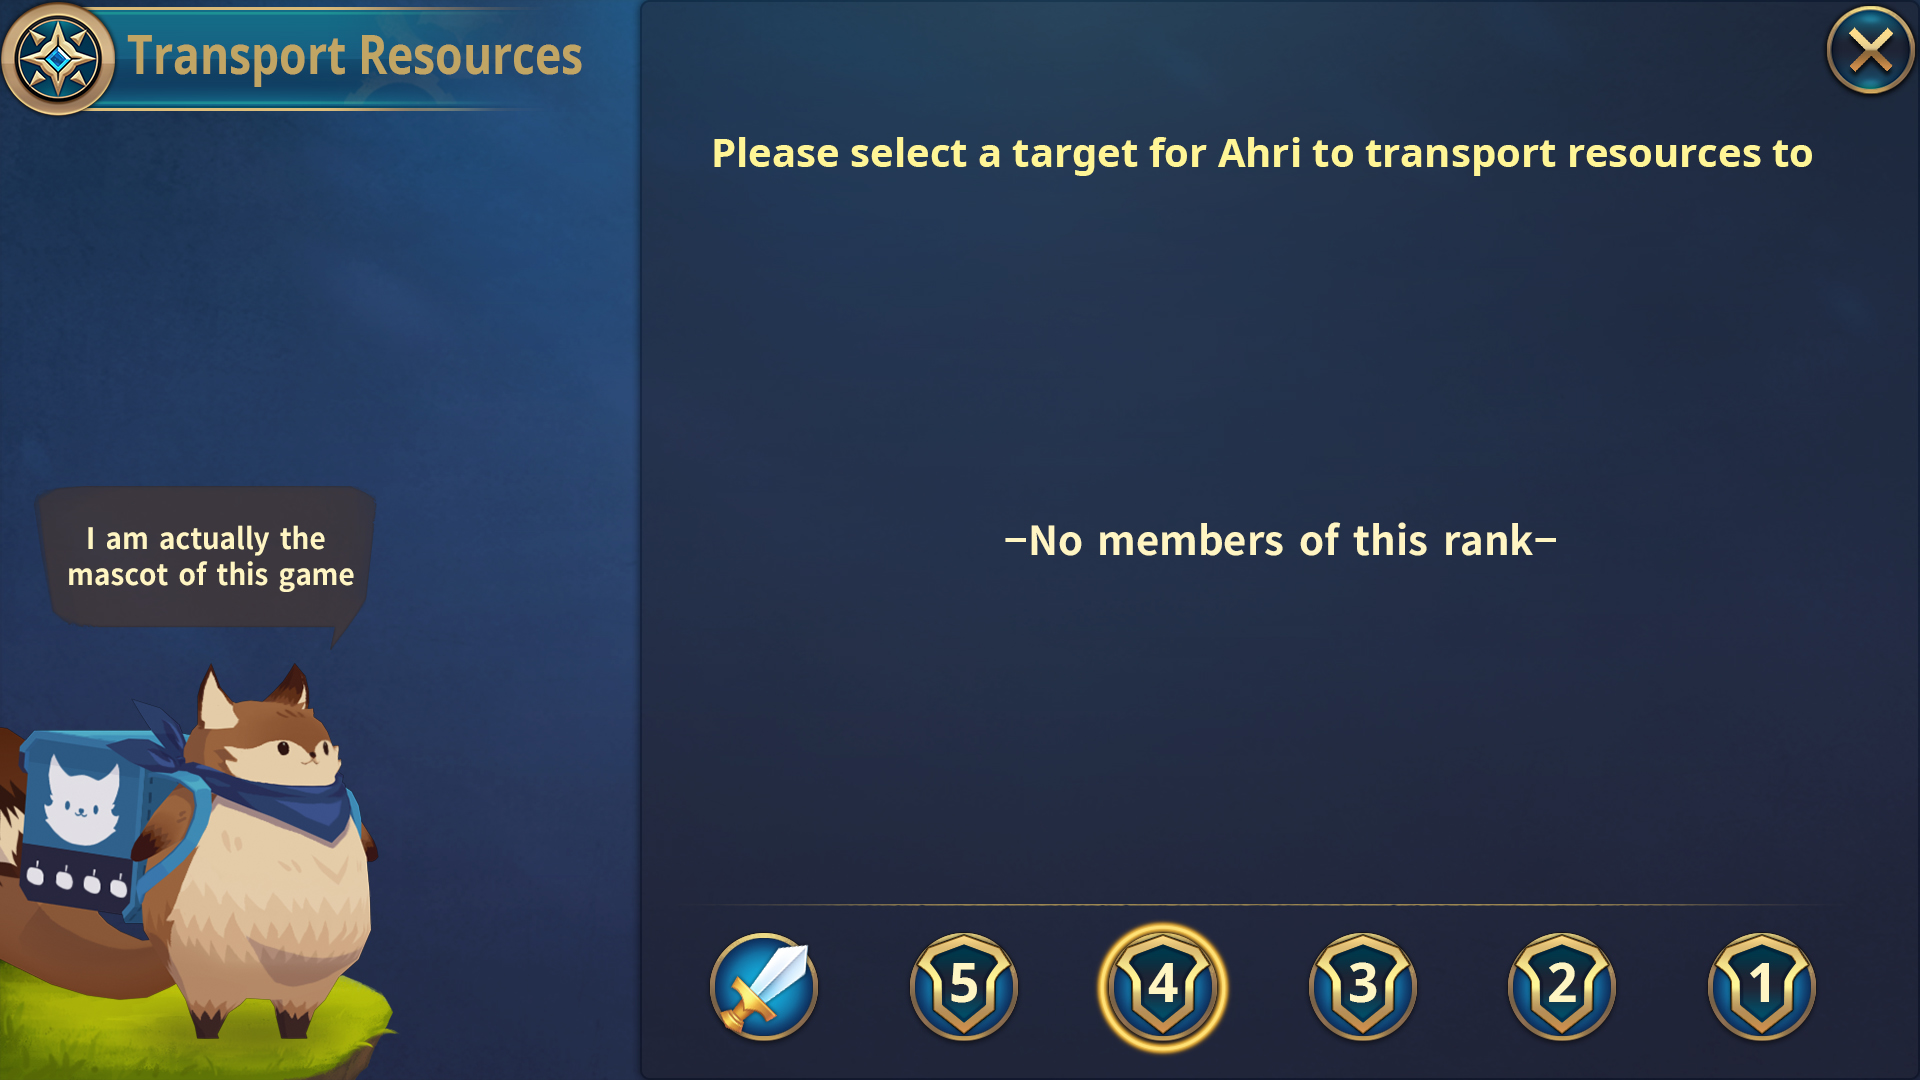 Transport Resources
Please select a target for Ahri to transport resources to
I am actually the
mascot of this game
–No members of this rank–
5
4
3
2
1